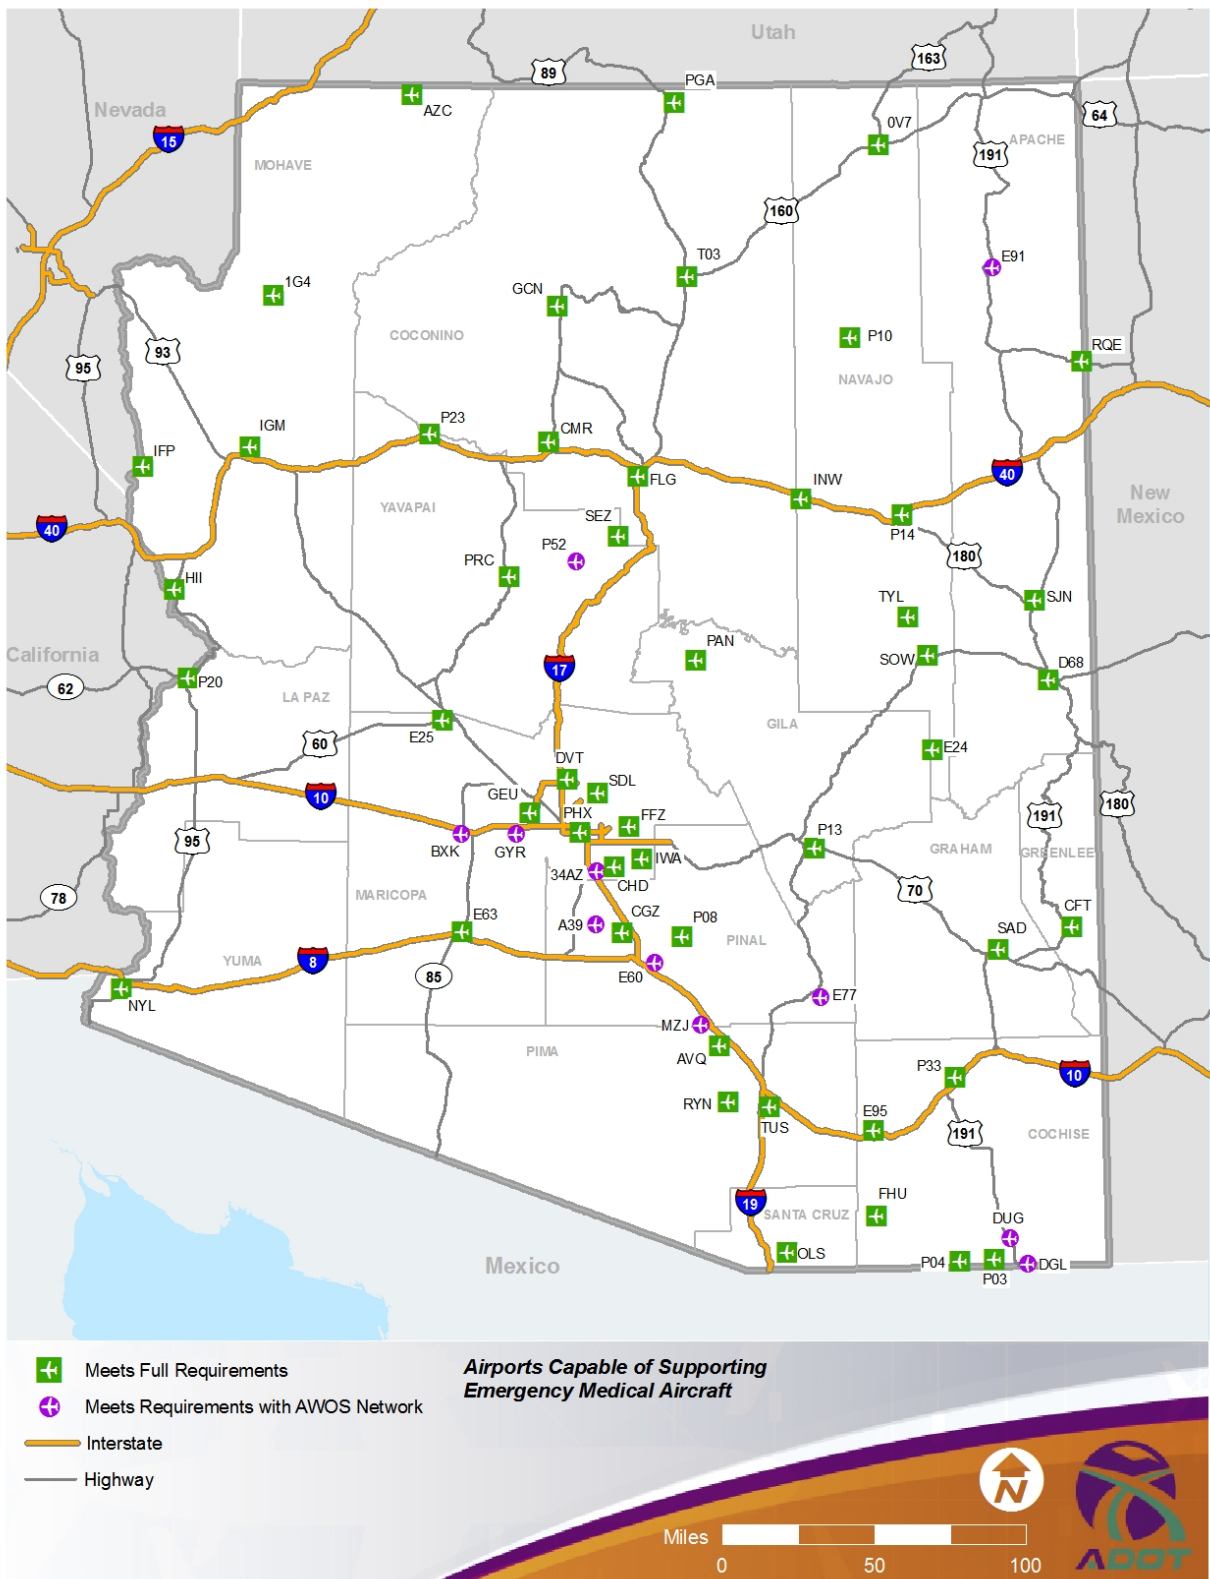 Utah
163
89
PGA
AZC
Nevada
64
15
0V7
191
APACHE
MOHAVE
160
T03
E91
1G4
GCN
COCONINO
P10
RQE
93
95
NAVAJO
P23
IGM
CMR
IFP
FLG
INW
40
New
Mexico
YAVAPAI
SEZ
40
P14
P52
180
PRC
HII
TYL
SJN
PAN
California
SOW
D68
17
62
P20
LA PAZ
GILA
E25
60
E24
DVT
SDL
10
GEU
PHX
FFZ
191
180
P13
95
BXK
GYR
IWA
GRAHAM
GREENLEE
34AZ
CHD
70
MARICOPA
78
CGZ
CFT
E63
A39
P08
SAD
PINAL
YUMA
8
85
E60
E77
NYL
MZJ
PIMA
AVQ
P33
10
RYN
E95
TUS
191
COCHISE
FHU
19
SANTA CRUZ
DUG
OLS
P04
DGL
P03
Mexico
Meets Full Requirements
Airports Capable of Supporting
Emergency Medical Aircraft
Meets Requirements with AWOS Network
Interstate
Highway
N
Miles
0
50
100
ADOT